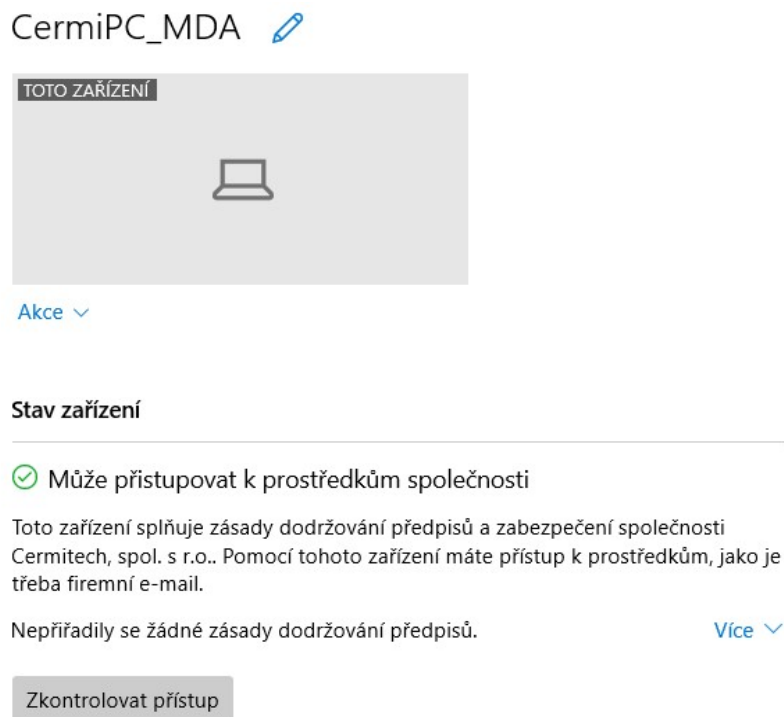 CermiPC_MDA
TOTO ZAŘÍZENÍ
Akce
Stav zařízení
Může přistupovat k prostředkům společnosti
Toto zařízení splňuje zásady dodržování předpisů a zabezpečení společnosti
Cermitech, spol. s r.o.. Pomocí tohoto zařízení máte přístup k prostředkům, jako je
třeba firemní e-mail.
Nepřiřadily se žádné zásady dodržování předpisů.
Více
Zkontrolovat přístup